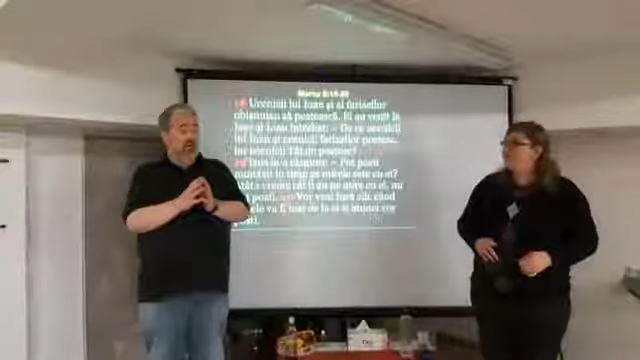 Marcu 2:18-20
18 Ucenicii lui Ioan și ai fariseilor
obișnuiau să postească. Ei au venit la
Isus și L-au întrebat: – De ce ucenicii
lui Ioan și ucenicii fariseilor postesc,
iar ucenicii Tăi nu postesc?
19 Isus le-a răspuns: – Pot posti
nuntașii în timp ce mirele este cu ei?
Atâta vreme cât îl au pe mire cu ei, nu
pot posti. Vor veni însă zile când
mirele va fi luat de la ei și atunci vor
posti.